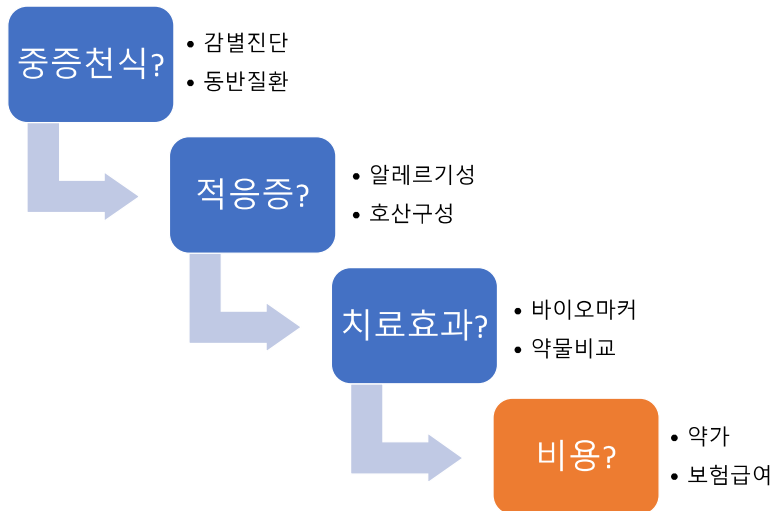 중증천식?
• 감별진단
• 동반질환
적응증?
• 알레르기성
• 호산구성
치료효과?
• 바이오마커
• 약물비교
비용?
• 약가
• 보험급여